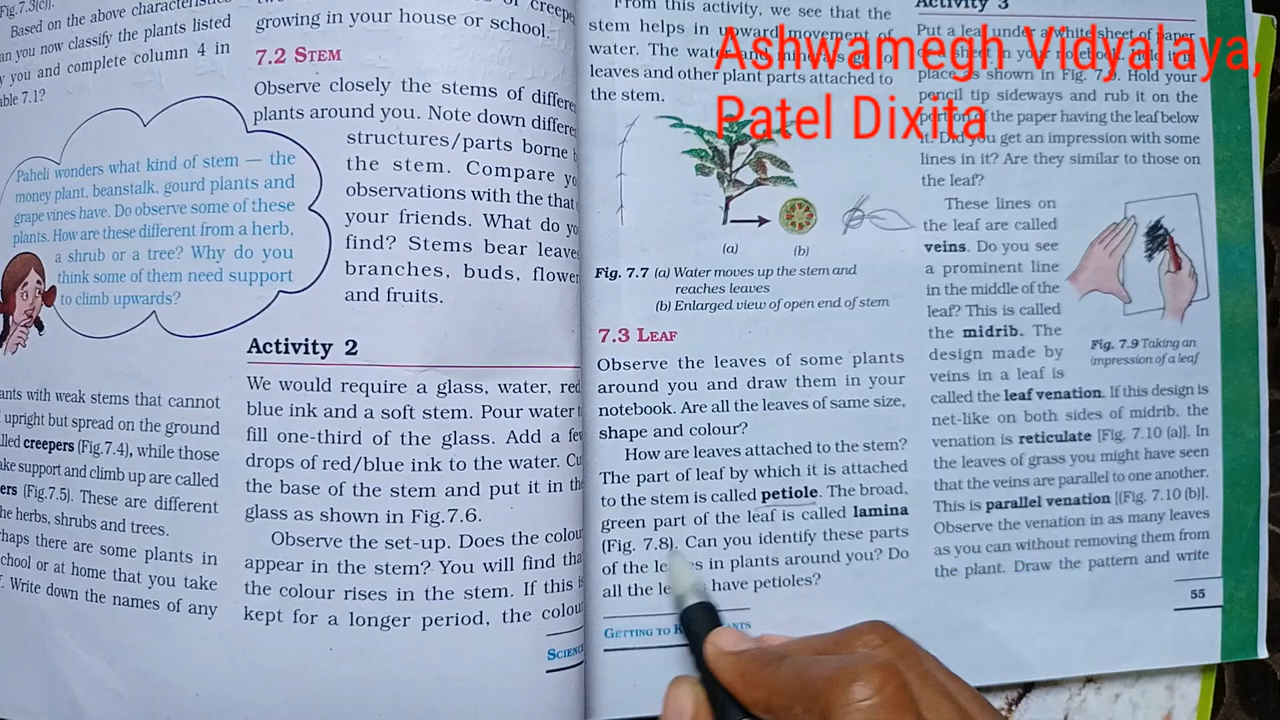 Fig.7.3(c)].
Based on the above characteristics
can you now classify the plants listed
by you and complete column 4 in
Table 7.1?
Paheli wonders what kind of stem — the
money plant, beanstalk, gourd plants and
grape vines have. Do observe some of these
plants. How are these different from a herb,
a shrub or a tree? Why do you
think some of them need support
to climb upwards?
ants with weak stems that cannot
upright but spread on the ground
lled creepers (Fig.7.4), while those
ake support and climb up are called
ers (Fig.7.5). These are different
he herbs, shrubs and trees.
rhaps there are some plants in
school or at home that you take
f. Write down the names of any
of creepe
growing in your house or school.
7.2 STEM
Observe closely the stems of differe
plants around you. Note down differe
structures/parts borne b
the stem. Compare yo
observations with the that
your friends. What do yo
find? Stems bear leaves
branches, buds, flower
and fruits.
Activity 2
We would require a glass, water, red
blue ink and a soft stem. Pour water t
fill one-third of the glass. Add a few
drops of red/blue ink to the water. Cu
the base of the stem and put it in the
glass as shown in Fig.7.6.
Observe the set-up. Does the colou
appear in the stem? You will find tha
the colour rises in the stem. If this is
kept for a longer period, the colou
SCIENC
From this activity, we see that the
stem helps in upward movement of
water. The water and minerals go to
leaves and other plant parts attached to
the stem.
(a) (b)
Fig. 7.7 (a) Water moves up the stem and
reaches leaves
(b) Enlarged view of open end of stem
7.3 LEAF
Observe the leaves of some plants
around you and draw them in your
notebook. Are all the leaves of same size,
shape and colour?
How are leaves attached to the stem?
The part of leaf by which it is attached
to the stem is called petiole. The broad,
green part of the leaf is called lamina
(Fig. 7.8). Can you identify these parts
of the leaves in plants around you? Do
all the leaves have petioles?
GETTING TO K ANTS
Activity 3
Put a leaf under a white sheet of paper
or a sheet in your notebook. Hold it in
place as shown in Fig. 7.9. Hold your
pencil tip sideways and rub it on the
portion of the paper having the leaf below
it. Did you get an impression with some
lines in it? Are they similar to those on
the leaf?
These lines on
the leaf are called
veins. Do you see
a prominent line
in the middle of the
leaf? This is called
the midrib. The
design made by
veins in a leaf is
called the leaf venation. If this design is
net-like on both sides of midrib, the
venation is reticulate [Fig. 7.10 (a)]. In
the leaves of grass you might have seen
that the veins are parallel to one another.
This is parallel venation [(Fig. 7.10 (b)].
Observe the venation in as many leaves
as you can without removing them from
the plant. Draw the pattern and write
Fig. 7.9 Taking an
impression of a leaf
55
Ashwamegh Vidyalaya,
Patel Dixita